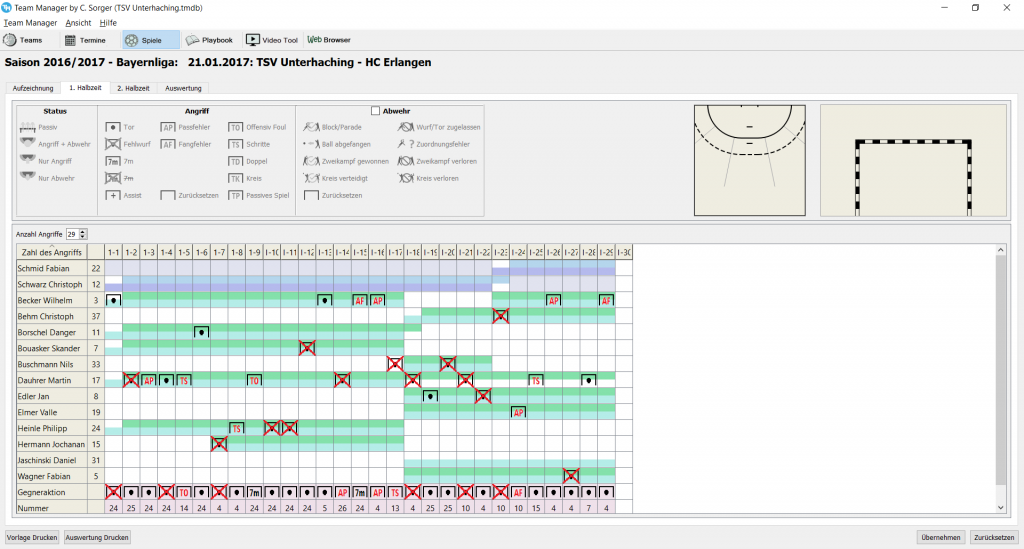 Team Manager by C. Sorger (TSV Unterhaching.tmdb)
Team Manager Ansicht Hilfe
Teams Termine Spiele Playbook Video Tool Web Browser
Saison 2016/2017 - Bayernliga: 21.01.2017: TSV Unterhaching - HC Erlangen
Aufzeichnung 1. Halbzeit 2. Halbzeit Auswertung
Status Angriff Abwehr
Passiv Tor AP Passfehler TO Offensiv Foul Block/Parade Wurf/Tor zugelassen
Angriff + Abwehr Fehlwurf AF Fangfehler TS Schritte Ball abgefangen Zuordnungsfehler
Nur Angriff 7m 7m TD Doppel Zweikampf gewonnen Zweikampf verloren
Nur Abwehr 7m 7m TK Kreis Kreis verteidigt Kreis verloren
Assist Zurücksetzen TP Passives Spiel Zurücksetzen
Anzahl Angriffe 29
Zahl des Angriffs 1-1 1-2 1-3 1-4 1-5 1-6 1-7 1-8 1-9 1-10 1-11 1-12 1-13 1-14 1-15 1-16 1-17 1-18 1-19 1-20 1-21 1-22 1-23 1-24 1-25 1-26 1-27 1-28 1-29 1-30
Schmid Fabian 22
Schwarz Christoph 12
Becker Wilhelm 3 AF AP AP AF
Behm Christoph 37
Borschel Danger 11
Bouasker Skander 7
Buschmann Nils 33
Dauhrer Martin 17 AP TS TO TS
Edler Jan 8
Elmer Valle 19 AP
Heinle Philipp 24 TS
Hermann Jochanan 15
Jaschinski Daniel 31
Wagner Fabian 5
Gegneraktion TO 7m AP 7m AP TS AF
Nummer 24 25 24 24 14 24 4 4 24 24 24 24 5 26 24 4 13 4 25 25 10 4 10 10 15 4 4 7 4
Vorlage Drucken Auswertung Drucken Übernehmen Zurücksetzen